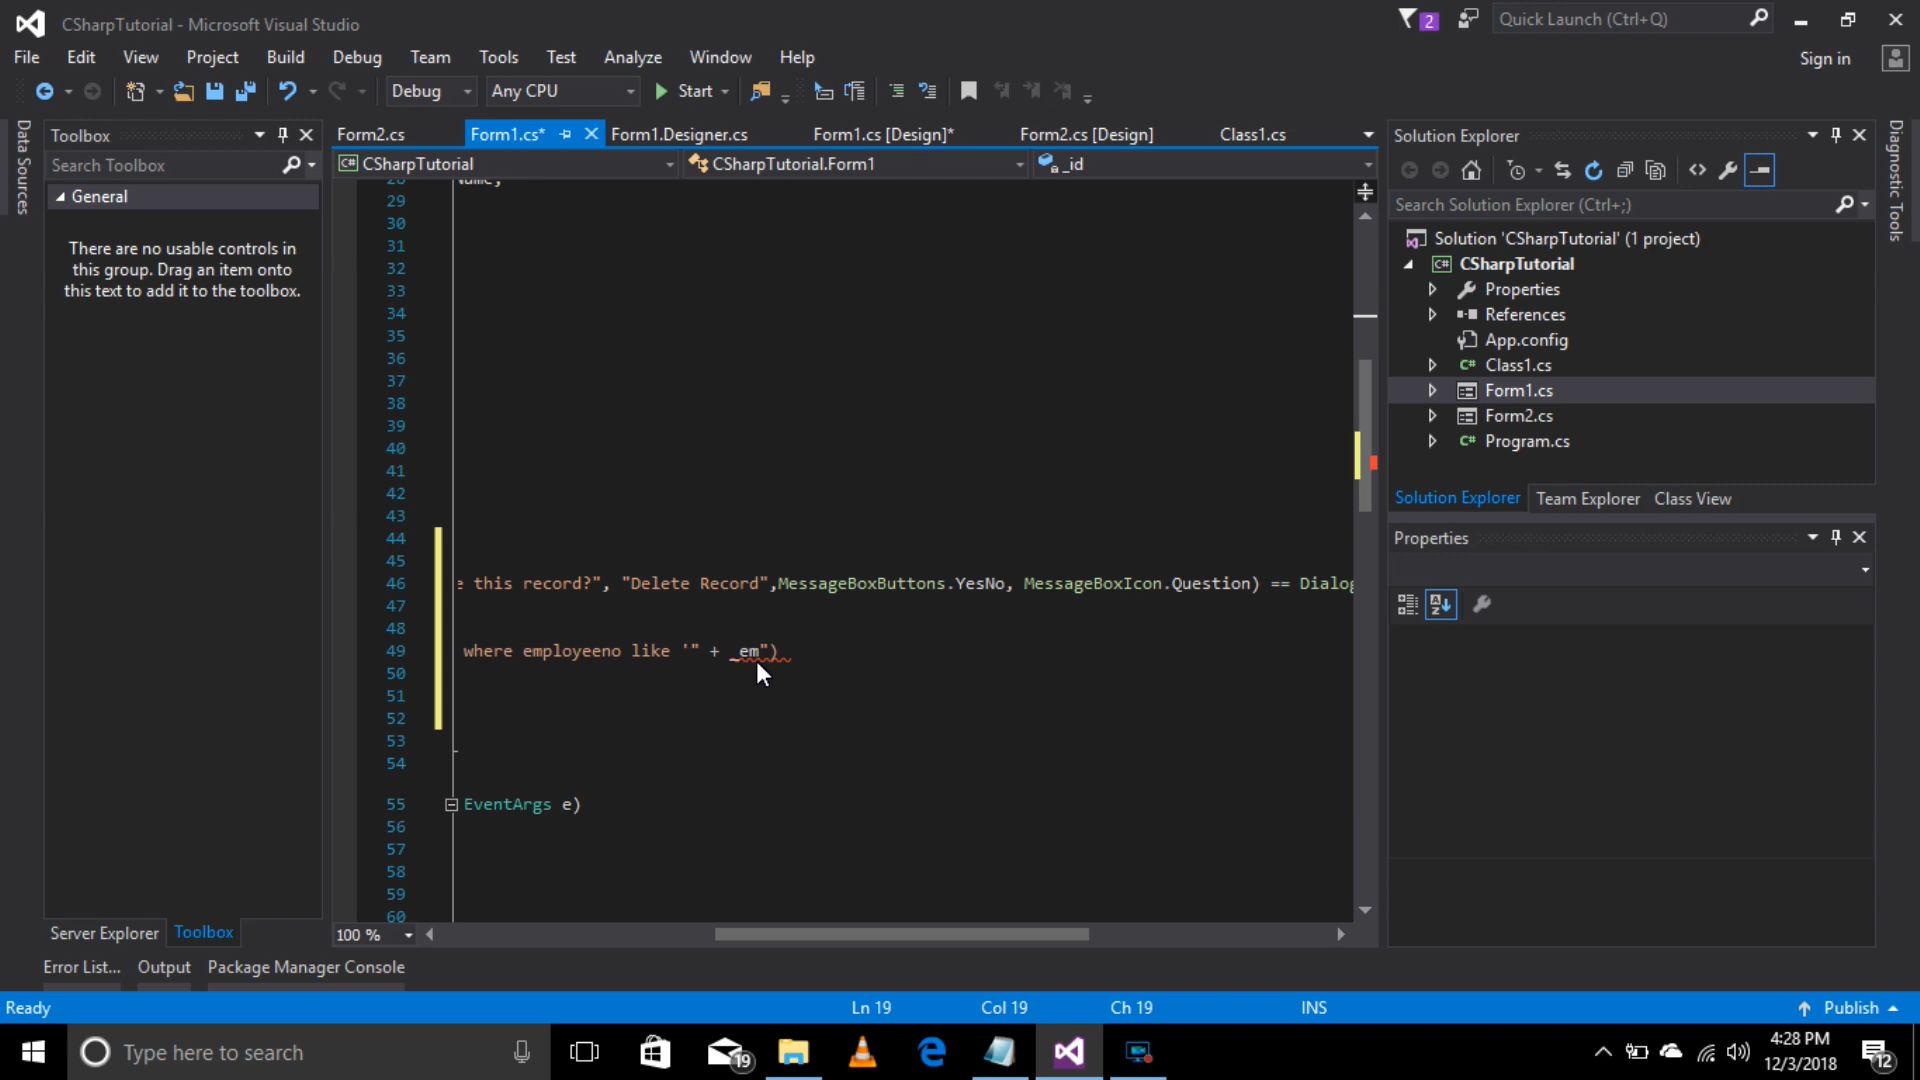 CSharpTutorial - Microsoft Visual Studio
2
Quick Launch (Ctrl+Q)
File Edit View Project Build Debug Team Tools Test Analyze Window Help
Sign in
Debug
Any CPU
Start
Data Sources
Toolbox
Search Toolbox
General
There are no usable controls in
this group. Drag an item onto
this text to add it to the toolbox.
Server Explorer
Toolbox
Form2.cs
Form1.cs*
Form1.Designer.cs
Form1.cs [Design]*
Form2.cs [Design]
Class1.cs
CSharpTutorial
CSharpTutorial.Form1
_id
29
30
31
32
33
34
35
36
37
38
39
40
41
42
43
44
45
46 e this record?", "Delete Record",MessageBoxButtons.YesNo, MessageBoxIcon.Question) == Dialog
47
48
49 where employeeno like '" + _em")
50
51
52
53
54
55 EventArgs e)
56
57
58
59
60
100 %
Solution Explorer
Search Solution Explorer (Ctrl+;)
Solution 'CSharpTutorial' (1 project)
C# CSharpTutorial
Properties
References
App.config
C# Class1.cs
Form1.cs
Form2.cs
C# Program.cs
Solution Explorer
Team Explorer
Class View
Properties
Diagnostic Tools
Error List...
Output
Package Manager Console
Ready
Ln 19
Col 19
Ch 19
INS
Publish
Type here to search
19
4:28 PM
12/3/2018
12